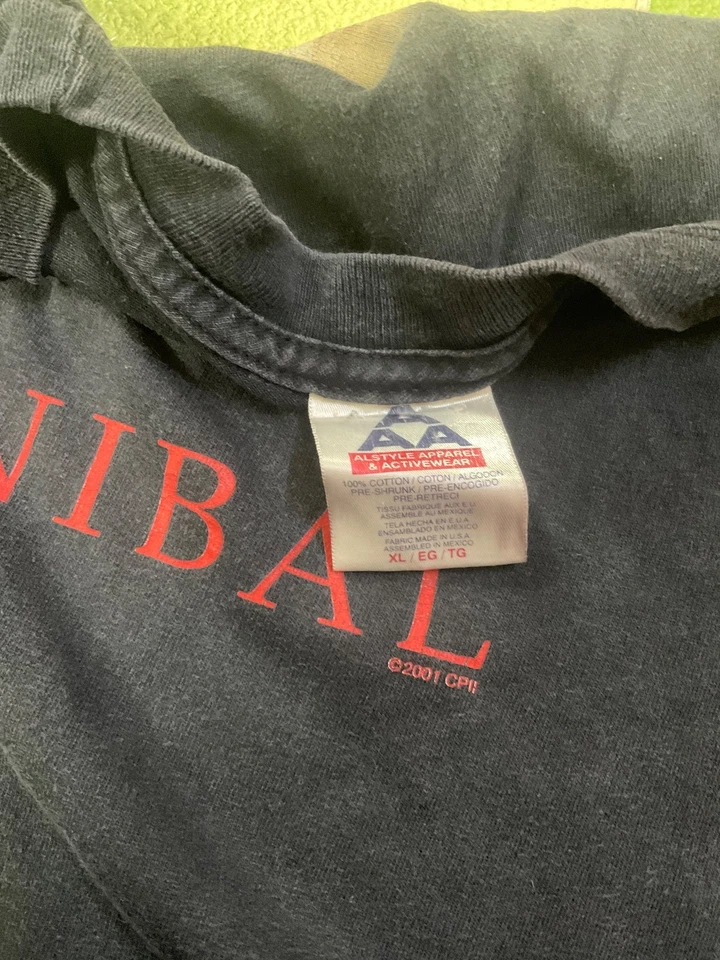 NIBAL
©2001 CPII
AAA
ALSTYLE APPAREL
& ACTIVEWEAR
100% COTTON / COTON / ALGODON
PRE-SHRUNK / PRE-ENCOGIDO
PRE-RETRECI
TISSU FABRIQUE AUX E.U.
ASSEMBLE AU MEXIQUE
TELA HECHA EN E.U.A.
ENSAMBLADO EN MEXICO
FABRIC MADE IN U.S.A.
ASSEMBLED IN MEXICO
XL / EG / TG